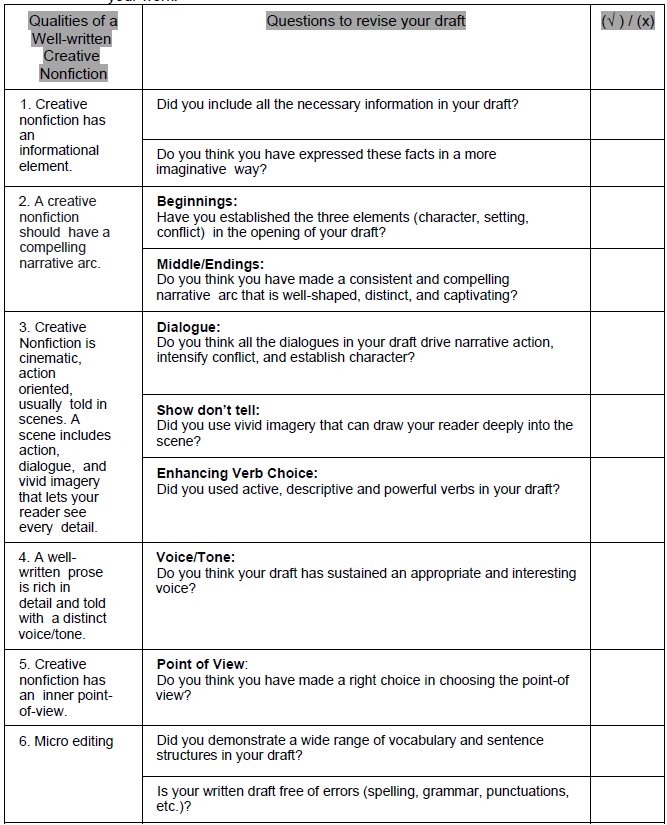 your work.
Qualities of a
Well-written
Creative
Nonfiction
Questions to revise your draft
(√ ) / (x)
1. Creative
nonfiction has
an
informational
element.
Did you include all the necessary information in your draft?
Do you think you have expressed these facts in a more
imaginative way?
2. A creative
nonfiction
should have a
compelling
narrative arc.
Beginnings:
Have you established the three elements (character, setting,
conflict) in the opening of your draft?
Middle/Endings:
Do you think you have made a consistent and compelling
narrative arc that is well-shaped, distinct, and captivating?
3. Creative
Nonfiction is
cinematic,
action
oriented,
usually told in
scenes. A
scene includes
action,
dialogue, and
vivid imagery
that lets your
reader see
every detail.
Dialogue:
Do you think all the dialogues in your draft drive narrative action,
intensify conflict, and establish character?
Show don’t tell:
Did you use vivid imagery that can draw your reader deeply into the
scene?
Enhancing Verb Choice:
Did you used active, descriptive and powerful verbs in your draft?
4. A well-
written prose
is rich in
detail and told
with a distinct
voice/tone.
Voice/Tone:
Do you think your draft has sustained an appropriate and interesting
voice?
5. Creative
nonfiction has
an inner point-
of-view.
Point of View:
Do you think you have made a right choice in choosing the point-of
view?
6. Micro editing
Did you demonstrate a wide range of vocabulary and sentence
structures in your draft?
Is your written draft free of errors (spelling, grammar, punctuations,
etc.)?